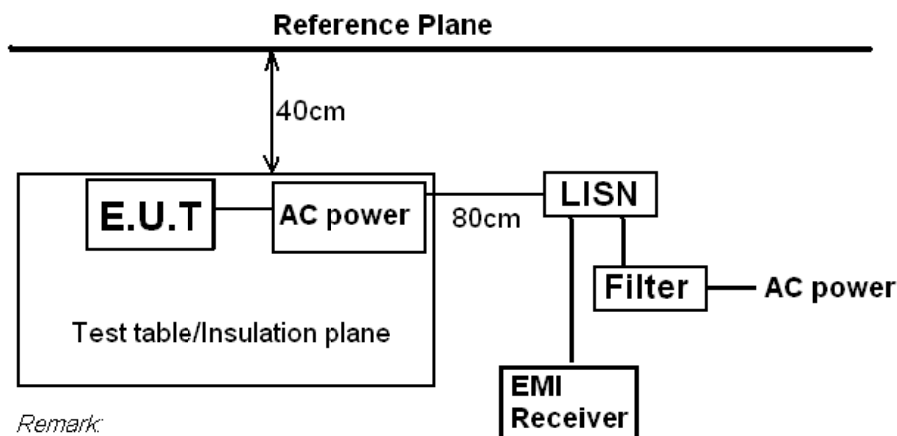 Reference Plane
40cm
E.U.T
AC power
80cm
LISN
Filter
AC power
Test table/Insulation plane
EMI
Receiver
Remark: